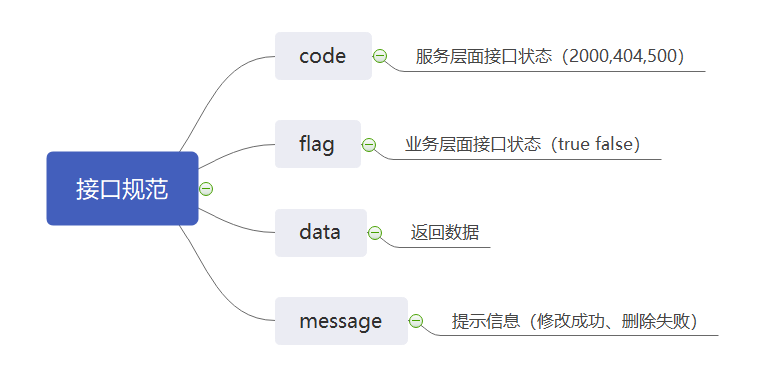 接口规范
code
服务层面接口状态（2000,404,500）
flag
业务层面接口状态（true false）
data
返回数据
message
提示信息（修改成功、删除失败）